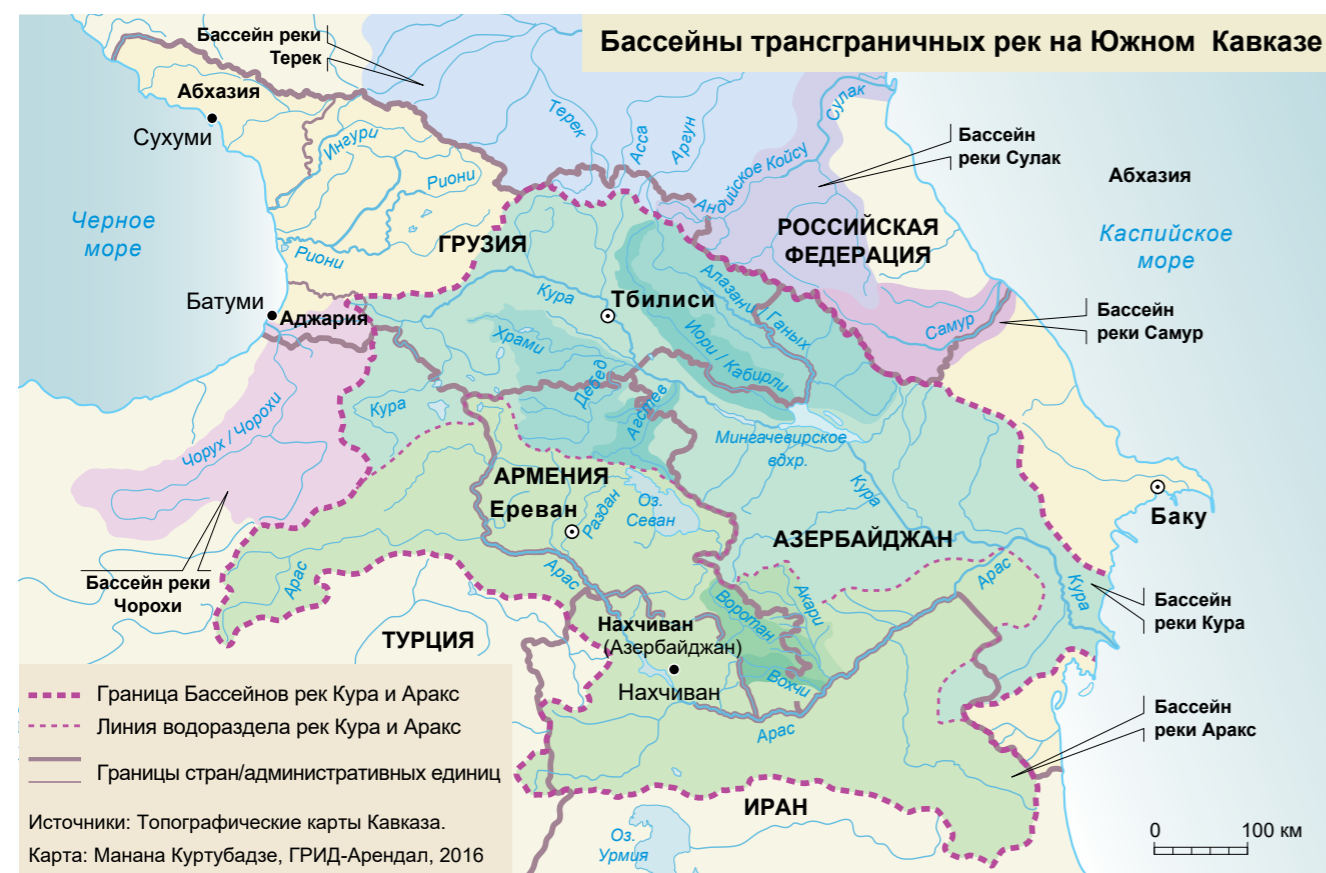 Бассейны трансграничных рек на Южном Кавказе
Бассейн реки
Терек
Абхазия
Сухуми
Ингури
Риони
Риони
Терек
Асса
Аргун
Андийское Койсу
Сулак
Бассейн
реки Сулак
Абхазия
Черное
море
ГРУЗИЯ
РОССИЙСКАЯ
ФЕДЕРАЦИЯ
Каспийское
море
Батуми
Аджария
Кура
Тбилиси
Алазани
Ганых
Иори / Кабирли
Самур
Бассейн
реки Самур
Храми
Дебед
Агстев
Кура
Чорух / Чорохи
Мингачевирское
вдхр.
Кура
АРМЕНИЯ
Ереван
Раздан
Оз.
Севан
Баку
АЗЕРБАЙДЖАН
Бассейн реки
Чорохи
Арас
Арас
Арас
Кура
Воротан
Акари
Вохчи
Бассейн
реки Кура
ТУРЦИЯ
Нахчиван
(Азербайджан)
Нахчиван
Арас
Бассейн
реки Аракс
ИРАН
Оз.
Урмия
Граница Бассейнов рек Кура и Аракс
Линия водораздела рек Кура и Аракс
Границы стран/административных единиц
Источники: Топографические карты Кавказа.
Карта: Манана Куртубадзе, ГРИД-Арендал, 2016
0 100 км